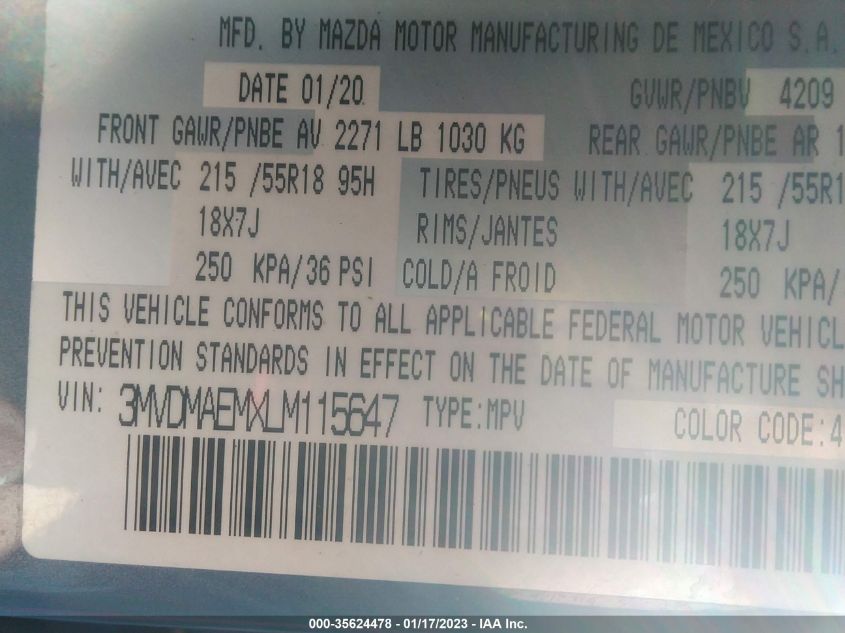 MFD. BY MAZDA MOTOR MANUFACTURING DE MEXICO S.A.
DATE 01/20 GVWR/PNBV 4209
FRONT GAWR/PNBE AV 2271 LB 1030 KG REAR GAWR/PNBE AR 1
WITH/AVEC 215 /55R18 95H TIRES/PNEUS WITH/AVEC 215 /55R1
18X7J RIMS/JANTES 18X7J
250 KPA/36 PSI COLD/A FROID 250 KPA/
THIS VEHICLE CONFORMS TO ALL APPLICABLE FEDERAL MOTOR VEHICL
PREVENTION STANDARDS IN EFFECT ON THE DATE OF MANUFACTURE SH
VIN: 3MVDMAEMXLM115647 TYPE:MPV COLOR CODE:4
000-35624478 - 01/17/2023 - IAA Inc.